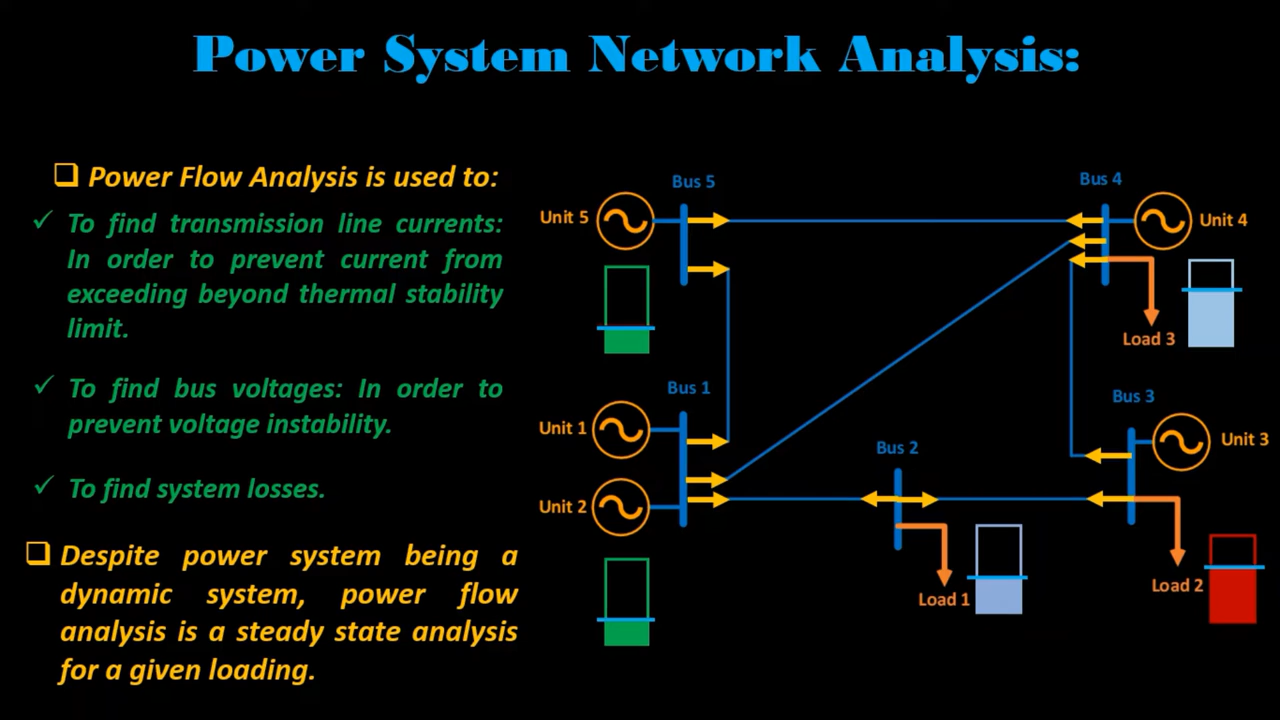 Power System Network Analysis:
Power Flow Analysis is used to:
To find transmission line currents:
In order to prevent current from
exceeding beyond thermal stability
limit.
To find bus voltages: In order to
prevent voltage instability.
To find system losses.
Despite power system being a
dynamic system, power flow
analysis is a steady state analysis
for a given loading.
Bus 5
Bus 4
Unit 5
Unit 4
Load 3
Bus 1
Bus 3
Unit 1
Unit 3
Bus 2
Unit 2
Load 2
Load 1